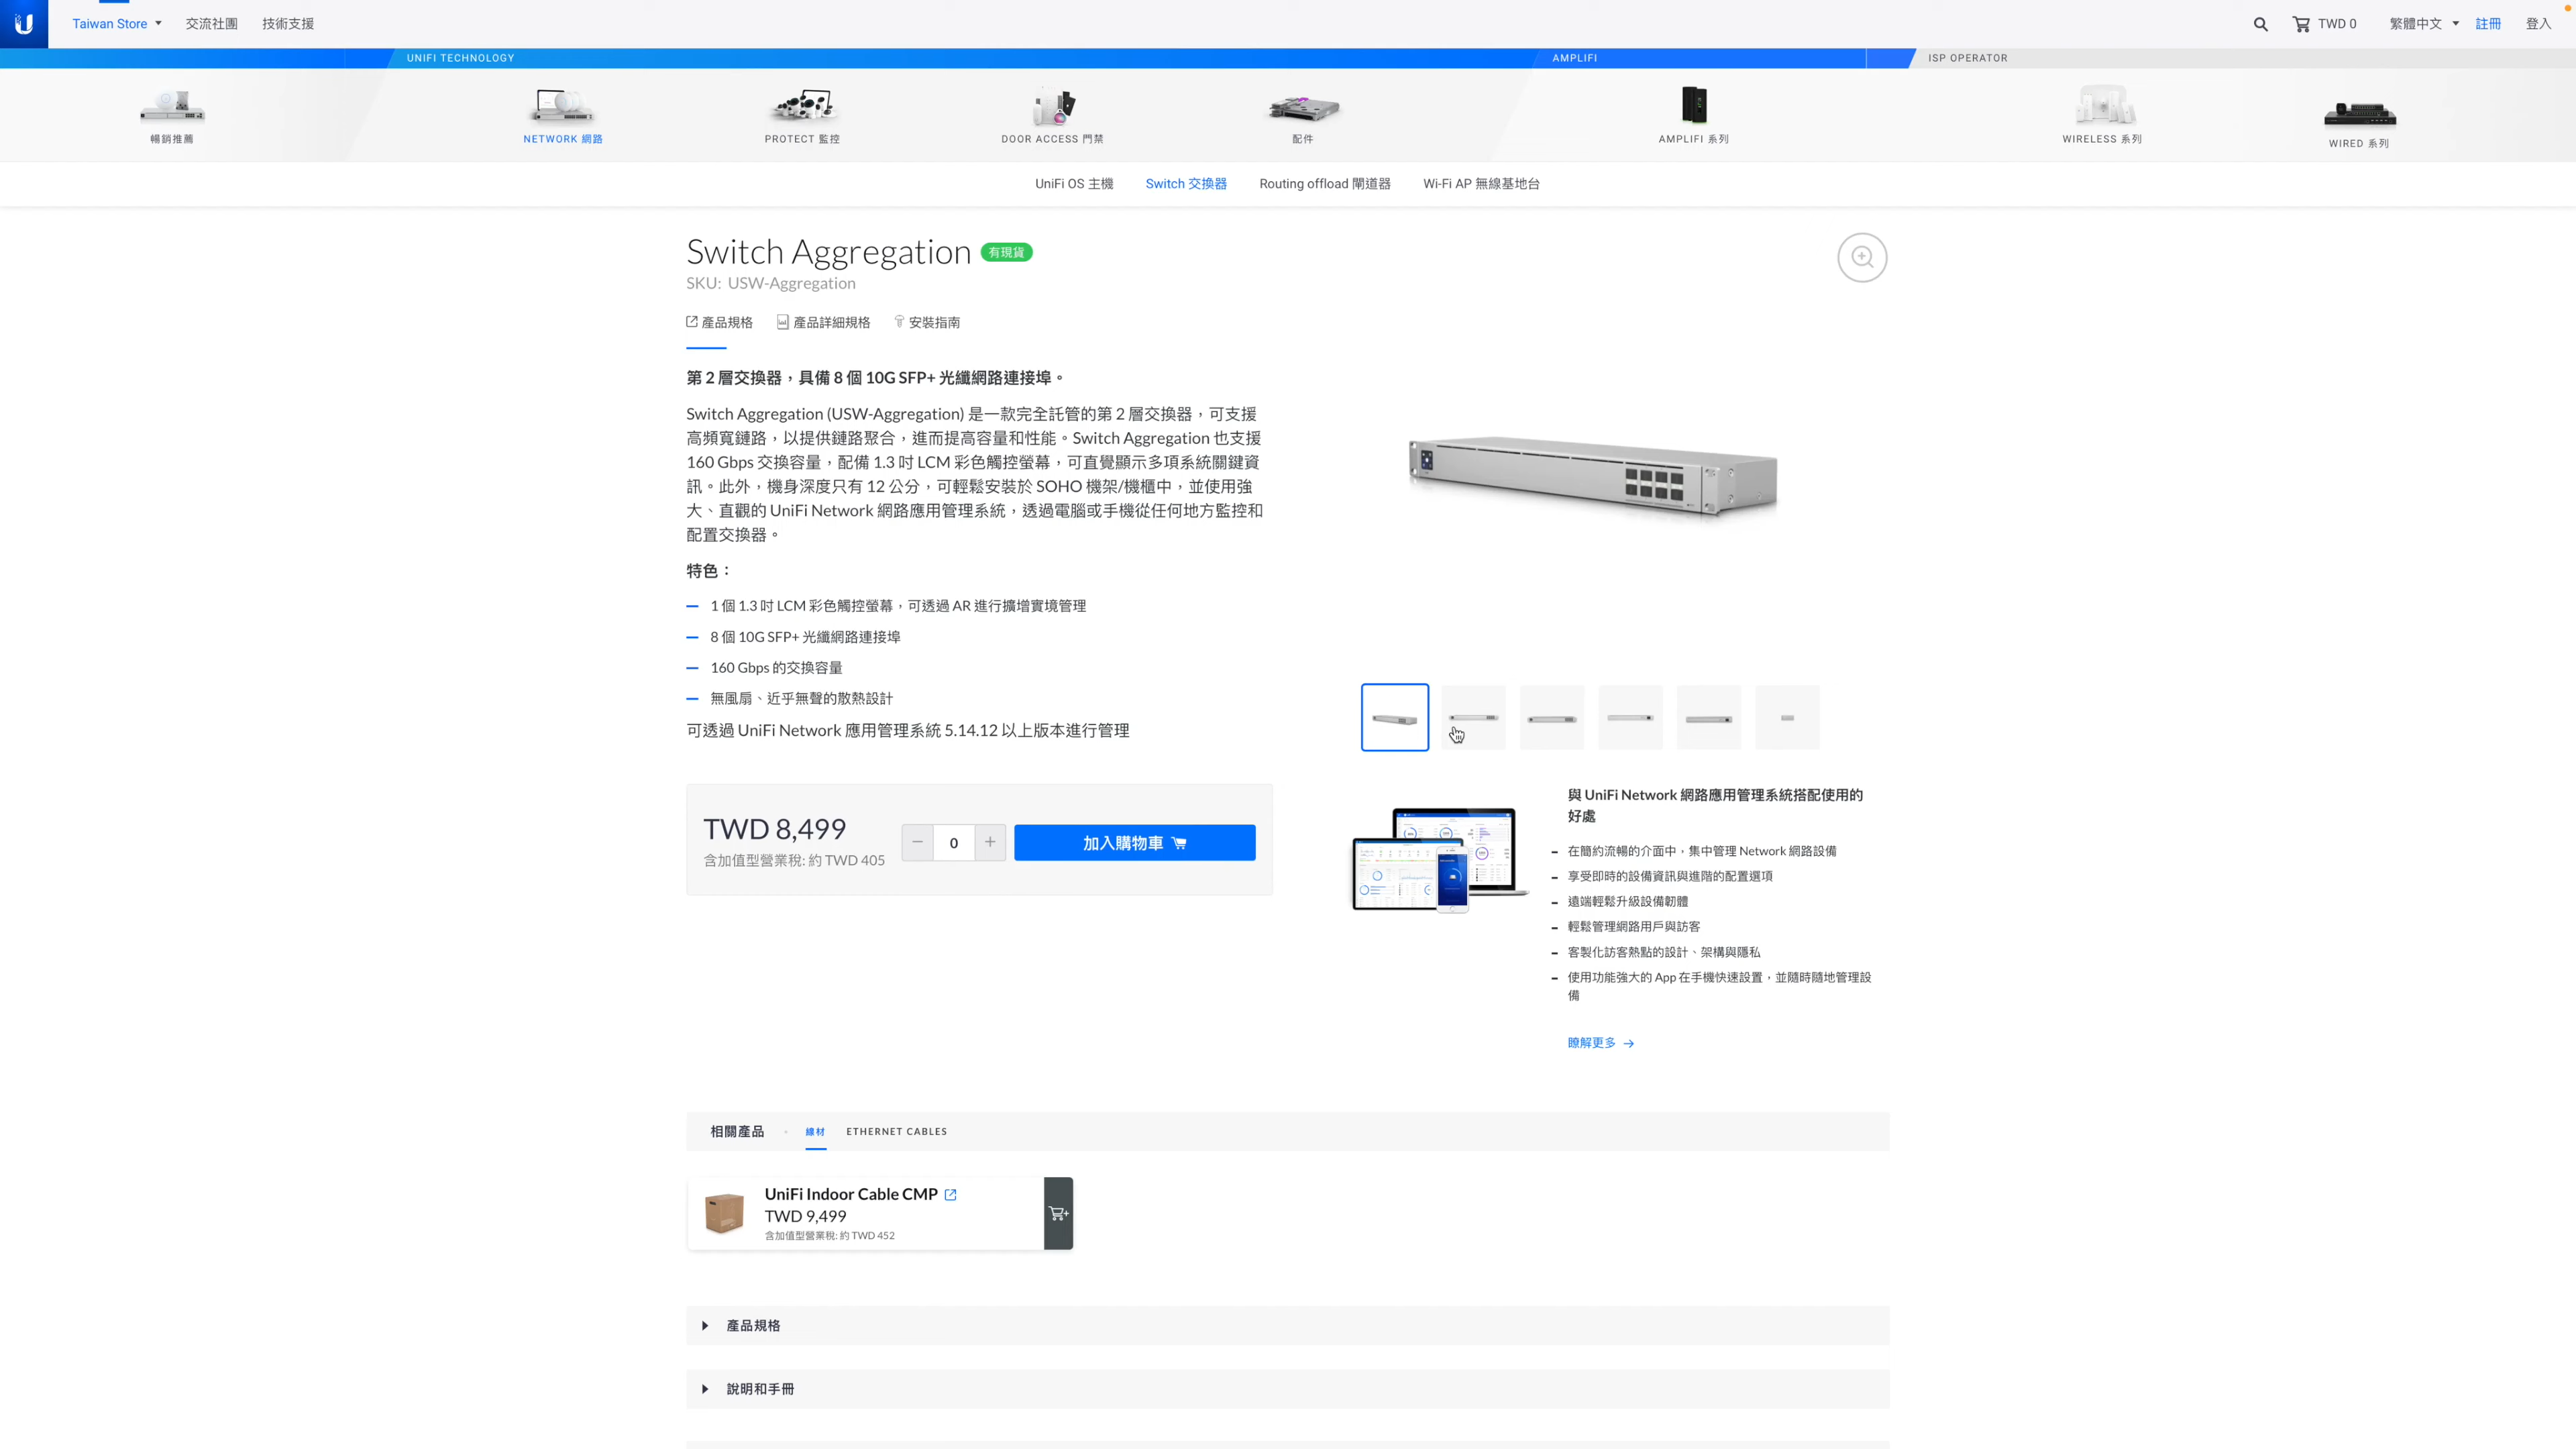 Taiwan Store 交流社團 技術支援
TWD 0 繁體中文 註冊 登入
UNIFI TECHNOLOGY AMPLIFI ISP OPERATOR
暢銷推薦 NETWORK 網路 PROTECT 監控 DOOR ACCESS 門禁 配件 AMPLIFI 系列 WIRELESS 系列 WIRED 系列
UniFi OS 主機 Switch 交換器 Routing offload 閘道器 Wi-Fi AP 無線基地台
Switch Aggregation 有現貨
SKU: USW-Aggregation
產品規格 產品詳細規格 安裝指南
第 2 層交換器，具備 8 個 10G SFP+ 光纖網路連接埠。
Switch Aggregation (USW-Aggregation) 是一款完全託管的第 2 層交換器，可支援
高頻寬鏈路，以提供鏈路聚合，進而提高容量和性能。Switch Aggregation 也支援
160 Gbps 交換容量，配備 1.3 吋 LCM 彩色觸控螢幕，可直覺顯示多項系統關鍵資
訊。此外，機身深度只有 12 公分，可輕鬆安裝於 SOHO 機架/機櫃中，並使用強
大、直觀的 UniFi Network 網路應用管理系統，透過電腦或手機從任何地方監控和
配置交換器。
特色：
1 個 1.3 吋 LCM 彩色觸控螢幕，可透過 AR 進行擴增實境管理
8 個 10G SFP+ 光纖網路連接埠
160 Gbps 的交換容量
無風扇、近乎無聲的散熱設計
可透過 UniFi Network 應用管理系統 5.14.12 以上版本進行管理
TWD 8,499
含加值型營業稅: 約 TWD 405
− 0 +
加入購物車
與 UniFi Network 網路應用管理系統搭配使用的
好處
在簡約流暢的介面中，集中管理 Network 網路設備
享受即時的設備資訊與進階的配置選項
遠端輕鬆升級設備韌體
輕鬆管理網路用戶與訪客
客製化訪客熱點的設計、架構與隱私
使用功能強大的 App 在手機快速設置，並隨時隨地管理設
備
瞭解更多 →
相關產品 線材 ETHERNET CABLES
UniFi Indoor Cable CMP
TWD 9,499
含加值型營業稅: 約 TWD 452
產品規格
說明和手冊